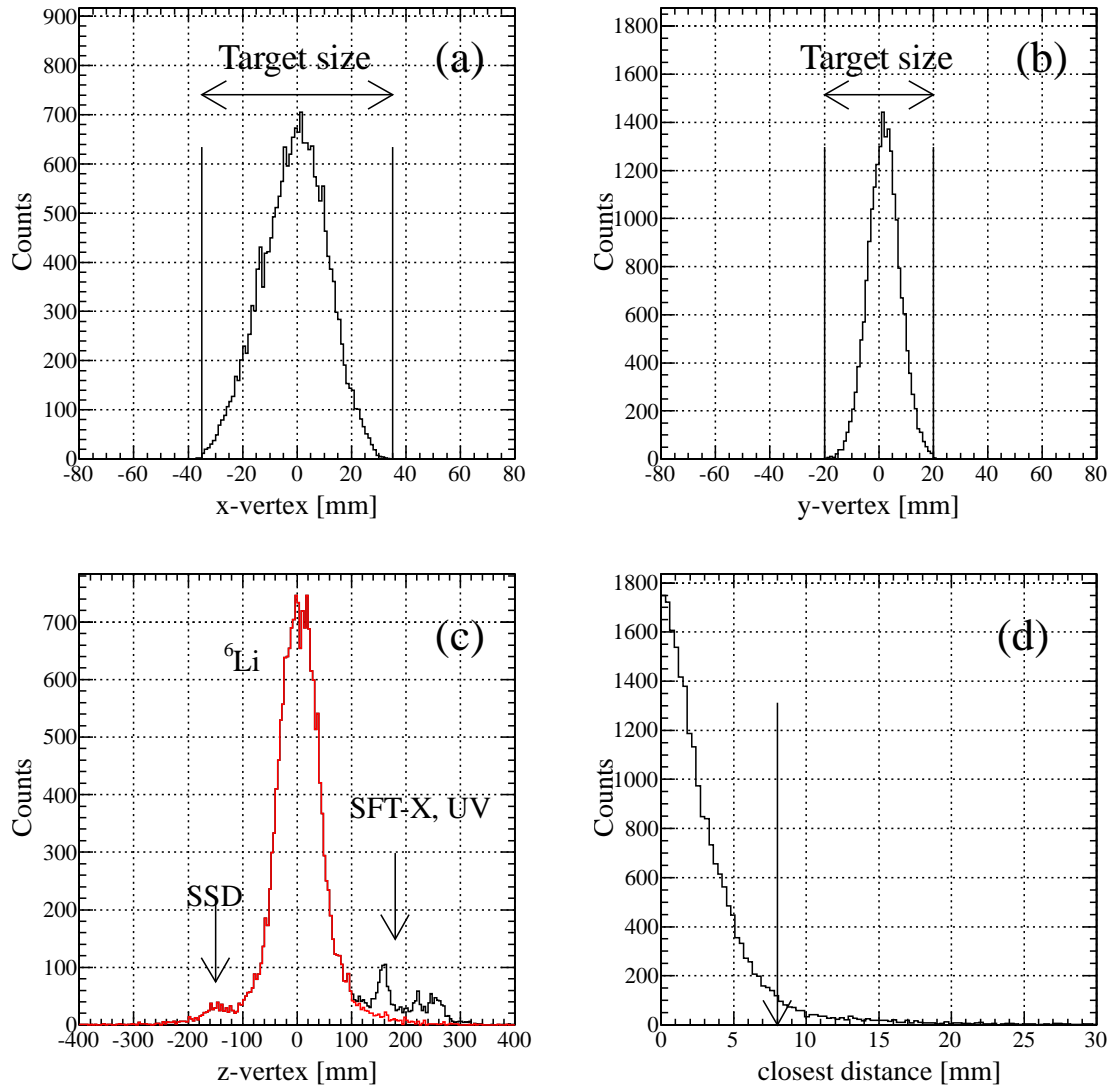 900
800
700
600
500
400
300
200
100
0
Counts
Target size
(a)
-80 -60 -40 -20 0 20 40 60 80
x-vertex [mm]
1800
1600
1400
1200
1000
800
600
400
200
0
Counts
Target size
(b)
-80 -60 -40 -20 0 20 40 60 80
y-vertex [mm]
700
600
500
400
300
200
100
0
Counts
⁶Li
(c)
SFT-X, UV
SSD
-400 -300 -200 -100 0 100 200 300 400
z-vertex [mm]
1800
1600
1400
1200
1000
800
600
400
200
0
Counts
(d)
0 5 10 15 20 25 30
closest distance [mm]